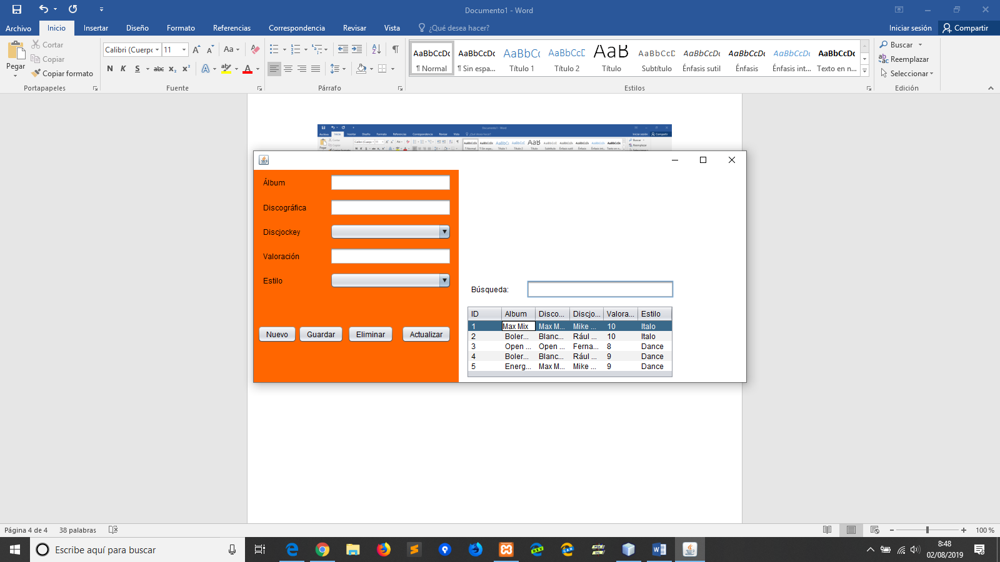 Documento1 - Word
Archivo Inicio Insertar Diseño Formato Referencias Correspondencia Revisar Vista ¿Qué desea hacer? Iniciar sesión Compartir
Pegar
Cortar
Copiar
Copiar formato
Portapapeles
Calibri (Cuerpo 11 Aa
N K S abc x₂ x² A ab A
Fuente
Párrafo
AaBbCcDc AaBbCcDc AaBbCc AaBbCcD AaB AaBbCcD AaBbCcDc AaBbCcDc AaBbCcDc AaBbCcDc
¶ Normal ¶ Sin espa... Título 1 Título 2 Título Subtítulo Énfasis sutil Énfasis Énfasis int... Texto en n...
Estilos
Buscar
Reemplazar
Seleccionar
Edición
Álbum
Discográfica
Discjockey
Valoración
Estilo
Nuevo Guardar Eliminar Actualizar
Búsqueda:
ID Album Disco... Discjo... Valora... Estilo
1 Max Mix Max M... Mike ... 10 Italo
2 Boler... Blanc... Rául ... 10 Italo
3 Open ... Open ... Ferna... 8 Dance
4 Boler... Blanc... Rául ... 9 Dance
5 Energ... Max M... Mike ... 9 Dance
Página 4 de 4 38 palabras 100 %
Escribe aquí para buscar
8:48
02/08/2019